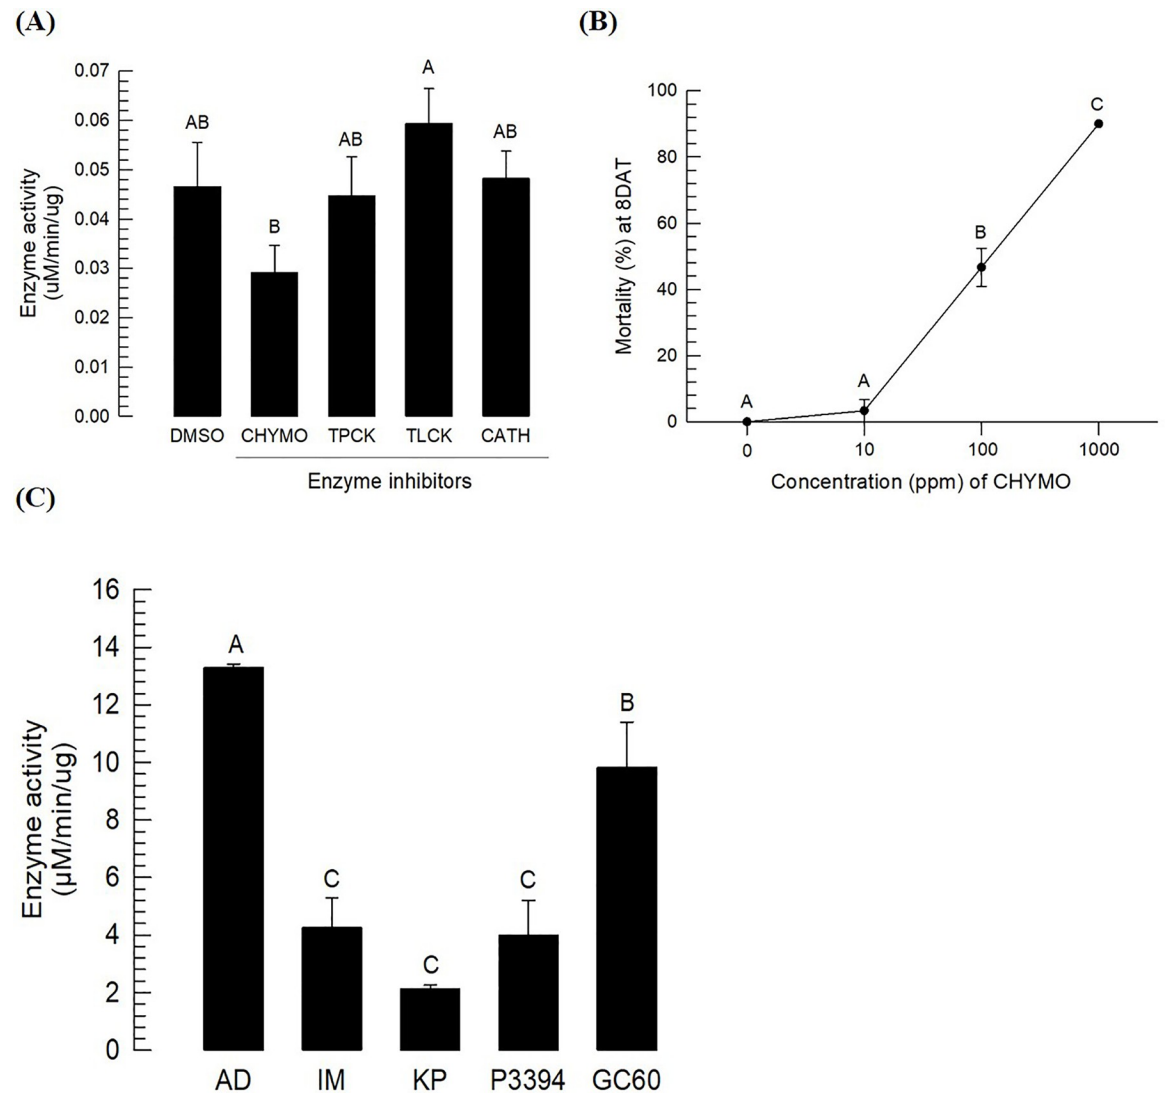 (A)
Enzyme activity
(uM/min/ug)
0.07
0.06
0.05
0.04
0.03
0.02
0.01
0.00
AB
B
AB
A
AB
DMSO CHYMO TPCK TLCK CATH
Enzyme inhibitors
(B)
Mortality (%) at 8DAT
100
80
60
40
20
0
A
A
B
C
0 10 100 1000
Concentration (ppm) of CHYMO
(C)
Enzyme activity
(µM/min/ug)
16
14
12
10
8
6
4
2
0
A
C
C
C
B
AD IM KP P3394 GC60